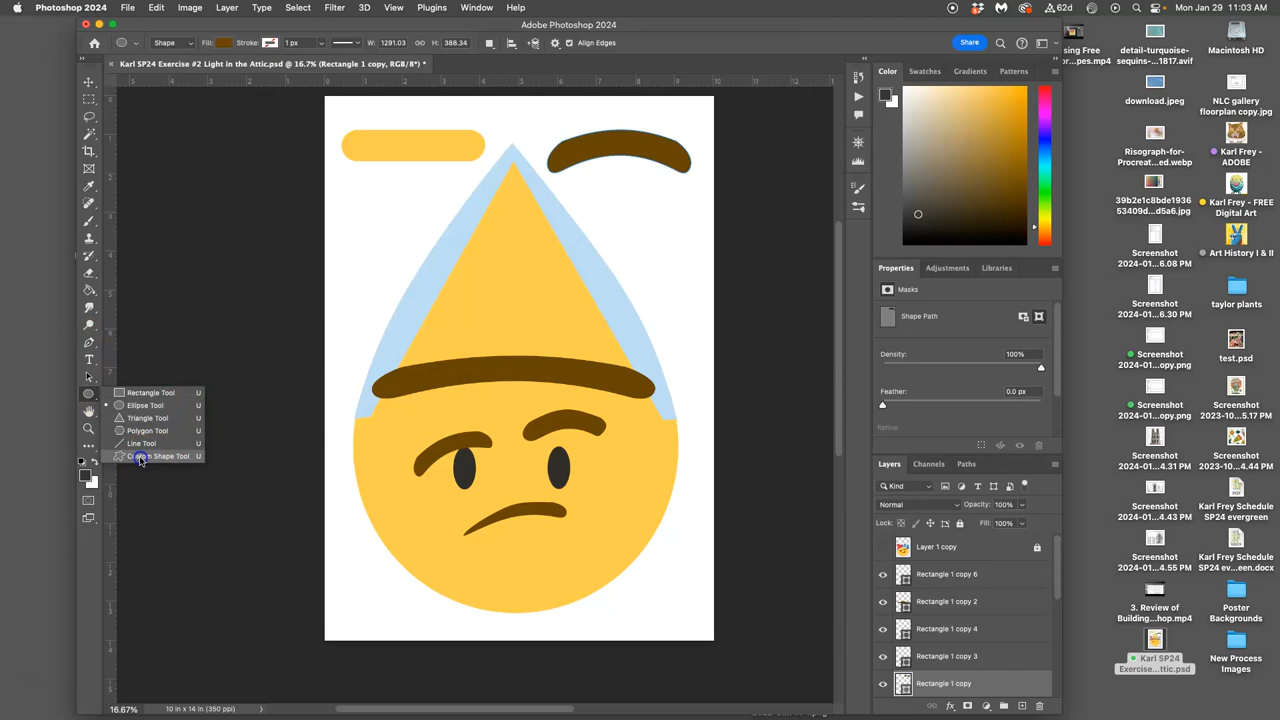 Photoshop 2024 File Edit Image Layer Type Select Filter 3D View Plugins Window Help 62d Mon Jan 29 11:03 AM
Adobe Photoshop 2024
Shape Fill: Stroke: 1 px W: 1291.03 H: 388.34 Align Edges Share
Karl SP24 Exercise #2 Light in the Attic.psd @ 16.7% (Rectangle 1 copy, RGB/8*) *
Rectangle Tool U
Ellipse Tool U
Triangle Tool U
Polygon Tool U
Line Tool U
Shape Tool U
16.67% 10 in x 14 in (350 ppi)
Color Swatches Gradients Patterns
Properties Adjustments Libraries
Masks
Shape Path
Density: 100%
Feather: 0.0 px
Refine:
Layers Channels Paths
Kind
Normal Opacity: 100%
Lock: Fill: 100%
Layer 1 copy
Rectangle 1 copy 6
Rectangle 1 copy 2
Rectangle 1 copy 4
Rectangle 1 copy 3
Rectangle 1 copy
sing Free
pes.mp4
detail-turquoise-
sequins-...1817.avif
Macintosh HD
download.jpeg
NLC gallery
floorplan copy.jpg
Risograph-for-
Procreat...ed.webp
Karl Frey -
ADOBE
39b2e1c8bde1936
53409d...d5a6.jpg
Karl Frey - FREE
Digital Art
Screenshot
2024-01...6.08 PM
Art History I & II
Screenshot
2024-01...6.30 PM
taylor plants
Screenshot
2024-01...opy.png
test.psd
Screenshot
2024-01...opy.png
Screenshot
2023-10...5.17 PM
Screenshot
2024-01...4.31 PM
Screenshot
2023-10...4.44 PM
Screenshot
2024-01...4.43 PM
Karl Frey Schedule
SP24 evergreen
Screenshot
2024-01...4.55 PM
Karl Frey Schedule
SP24 ev...een.docx
3. Review of
Building...hop.mp4
Poster
Backgrounds
Karl SP24
Exercise...ttic.psd
New Process
Images